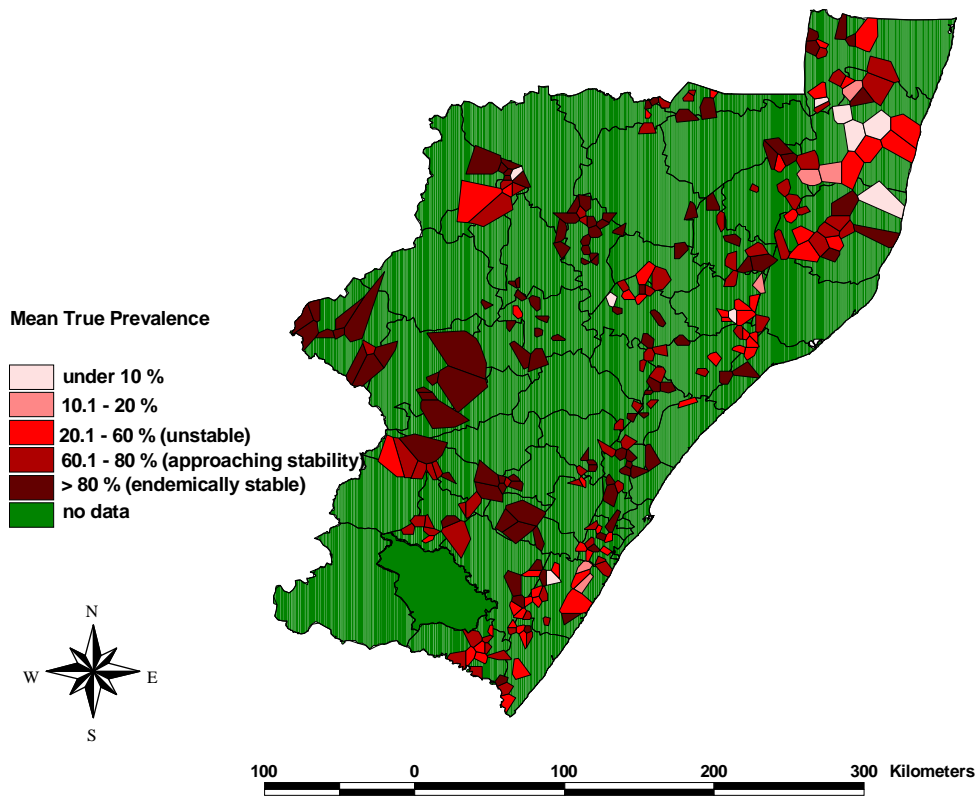 Mean True Prevalence
under 10 %
10.1 - 20 %
20.1 - 60 % (unstable)
60.1 - 80 % (approaching stability)
> 80 % (endemically stable)
no data
N
W E
S
100 0 100 200 300 Kilometers